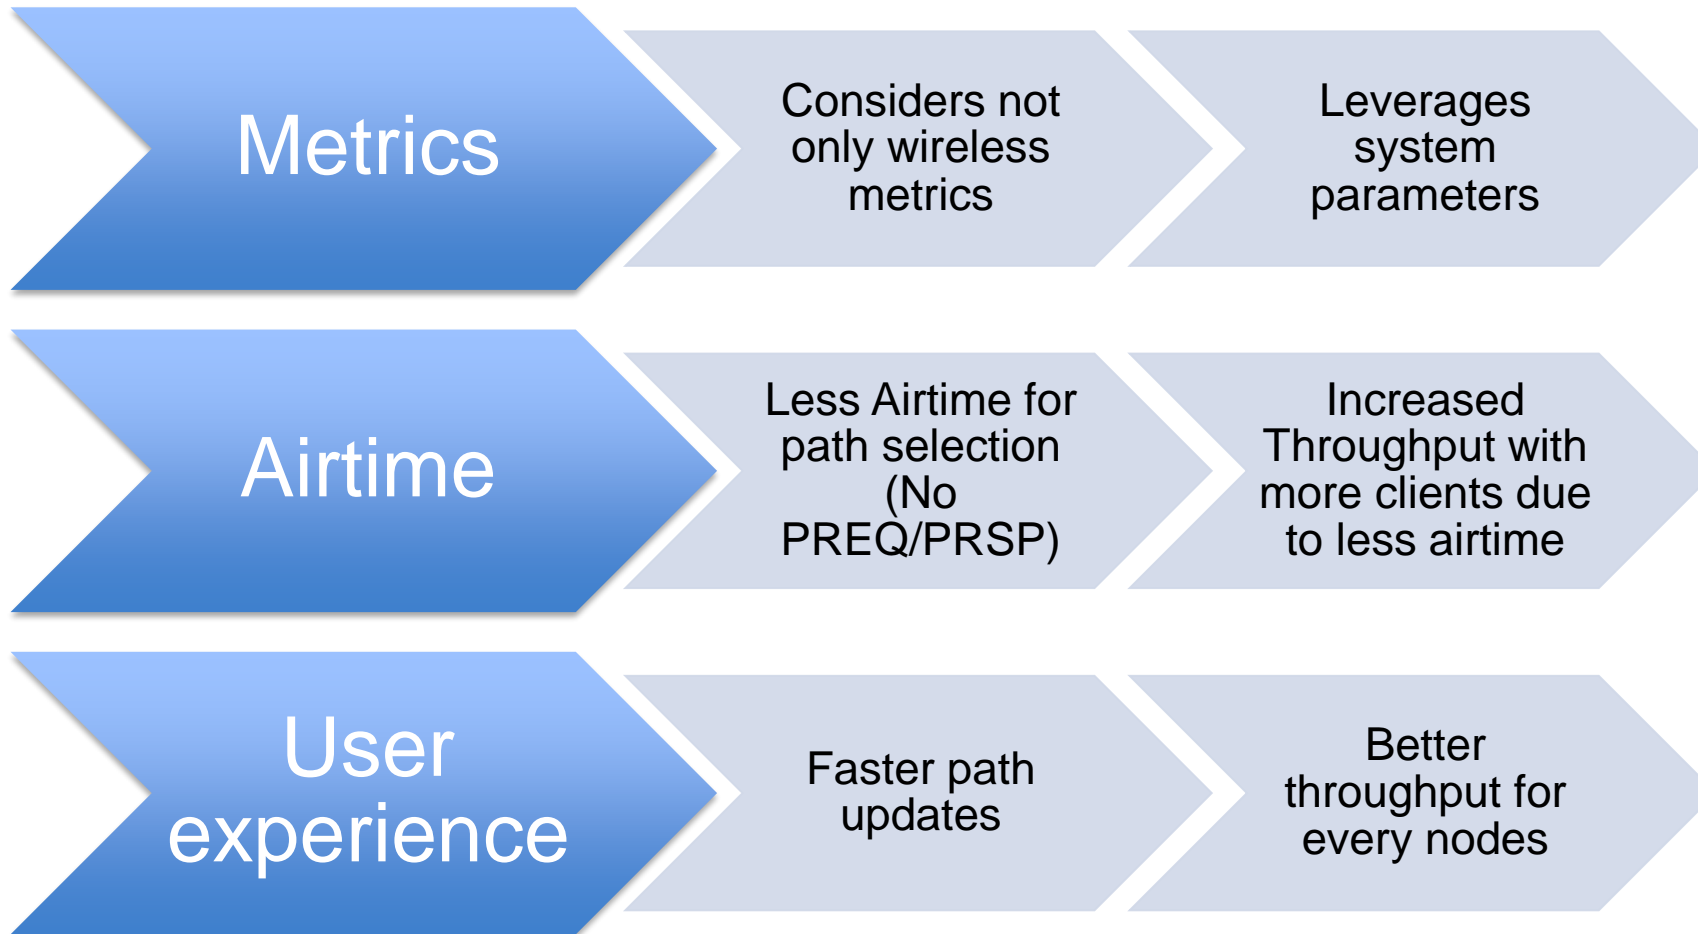 Metrics
Considers not
only wireless
metrics
Leverages
system
parameters
Airtime
Less Airtime for
path selection
(No
PREQ/PRSP)
Increased
Throughput with
more clients due
to less airtime
User
experience
Faster path
updates
Better
throughput for
every nodes